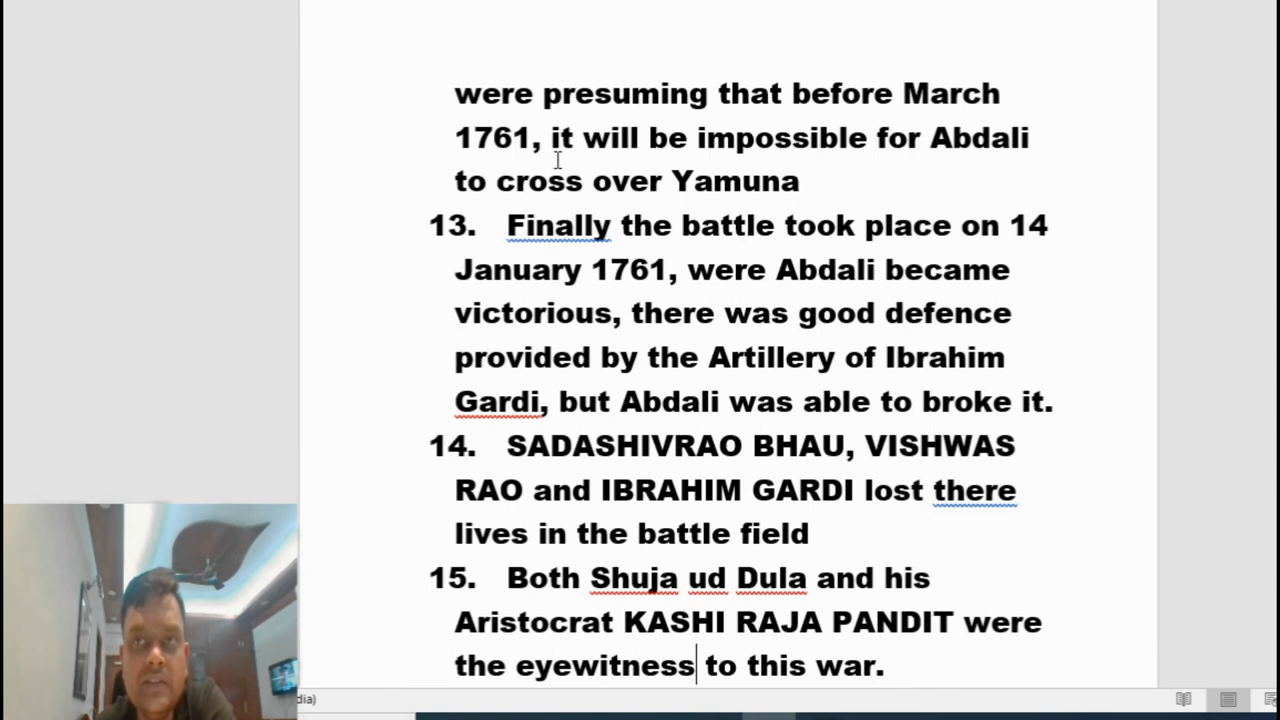 were presuming that before March
1761, it will be impossible for Abdali
to cross over Yamuna
13. Finally the battle took place on 14
January 1761, were Abdali became
victorious, there was good defence
provided by the Artillery of Ibrahim
Gardi, but Abdali was able to broke it.
14. SADASHIVRAO BHAU, VISHWAS
RAO and IBRAHIM GARDI lost there
lives in the battle field
15. Both Shuja ud Dula and his
Aristocrat KASHI RAJA PANDIT were
the eyewitness to this war.
dia)